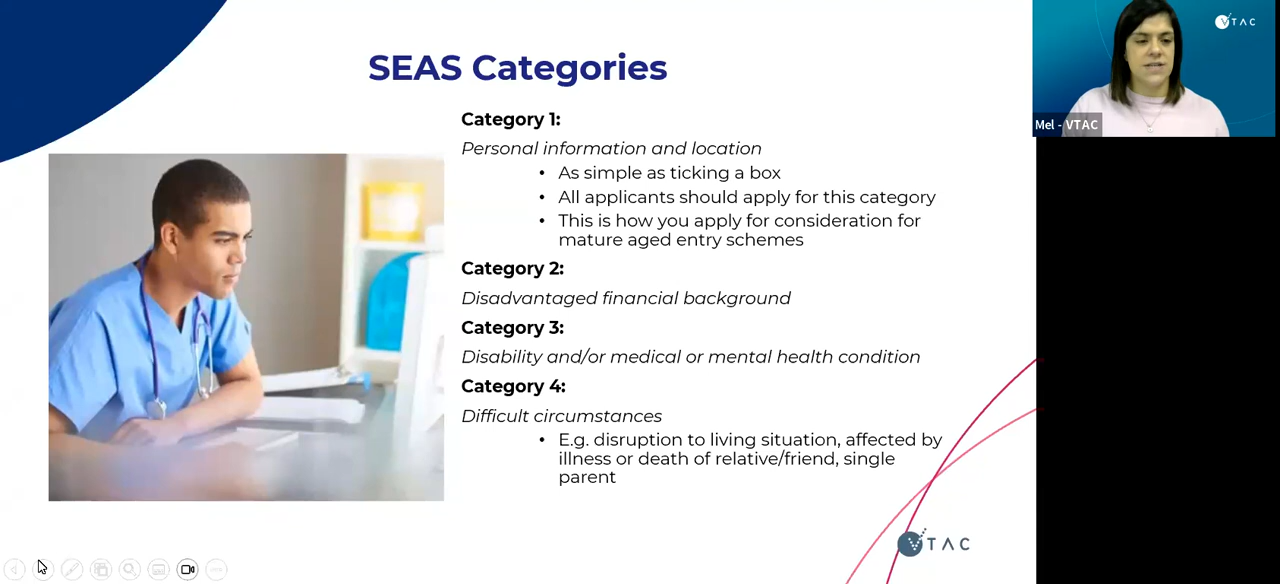 SEAS Categories
Category 1:
Personal information and location
• As simple as ticking a box
• All applicants should apply for this category
• This is how you apply for consideration for
mature aged entry schemes
Category 2:
Disadvantaged financial background
Category 3:
Disability and/or medical or mental health condition
Category 4:
Difficult circumstances
• E.g. disruption to living situation, affected by
illness or death of relative/friend, single
parent
VTAC
VTAC
Mel - VTAC